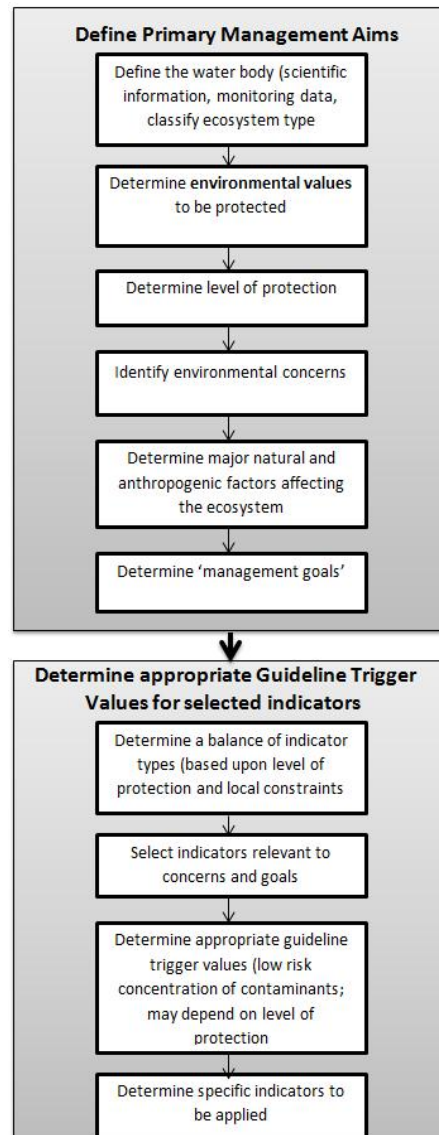 Define Primary Management Aims
Define the water body (scientific
information, monitoring data,
classify ecosystem type
Determine environmental values
to be protected
Determine level of protection
Identify environmental concerns
Determine major natural and
anthropogenic factors affecting
the ecosystem
Determine ‘management goals’
Determine appropriate Guideline Trigger
Values for selected indicators
Determine a balance of indicator
types (based upon level of
protection and local constraints
Select indicators relevant to
concerns and goals
Determine appropriate guideline
trigger values (low risk
concentration of contaminants;
may depend on level of
protection
Determine specific indicators to
be applied